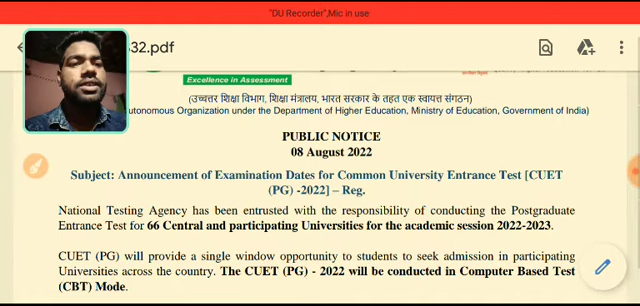 "DU Recorder",Mic in use
32.pdf
Excellence in Assessment
(उच्चत्तर शिक्षा विभाग, शिक्षा मंत्रालय, भारत सरकार के तहत एक स्वायत्त संगठन)
utonomous Organization under the Department of Higher Education, Ministry of Education, Government of India)
PUBLIC NOTICE
08 August 2022
Subject: Announcement of Examination Dates for Common University Entrance Test [CUET
(PG) -2022] – Reg.
National Testing Agency has been entrusted with the responsibility of conducting the Postgraduate
Entrance Test for 66 Central and participating Universities for the academic session 2022-2023.
CUET (PG) will provide a single window opportunity to students to seek admission in participating
Universities across the country. The CUET (PG) - 2022 will be conducted in Computer Based Test
(CBT) Mode.